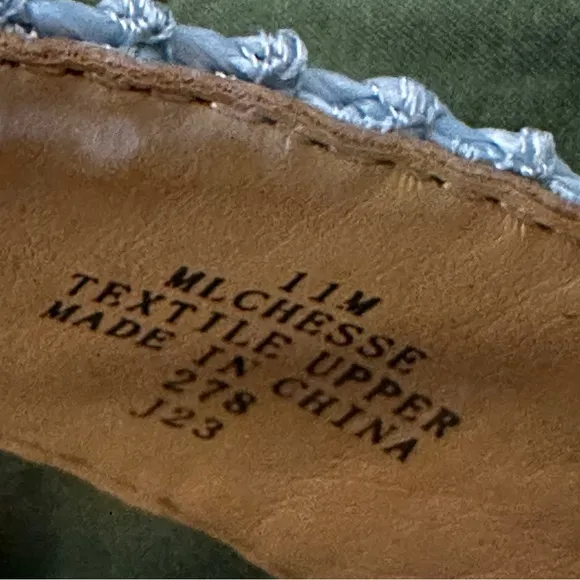 11M
MLCHESSE
TEXTILE UPPER
MADE IN CHINA
278
J23